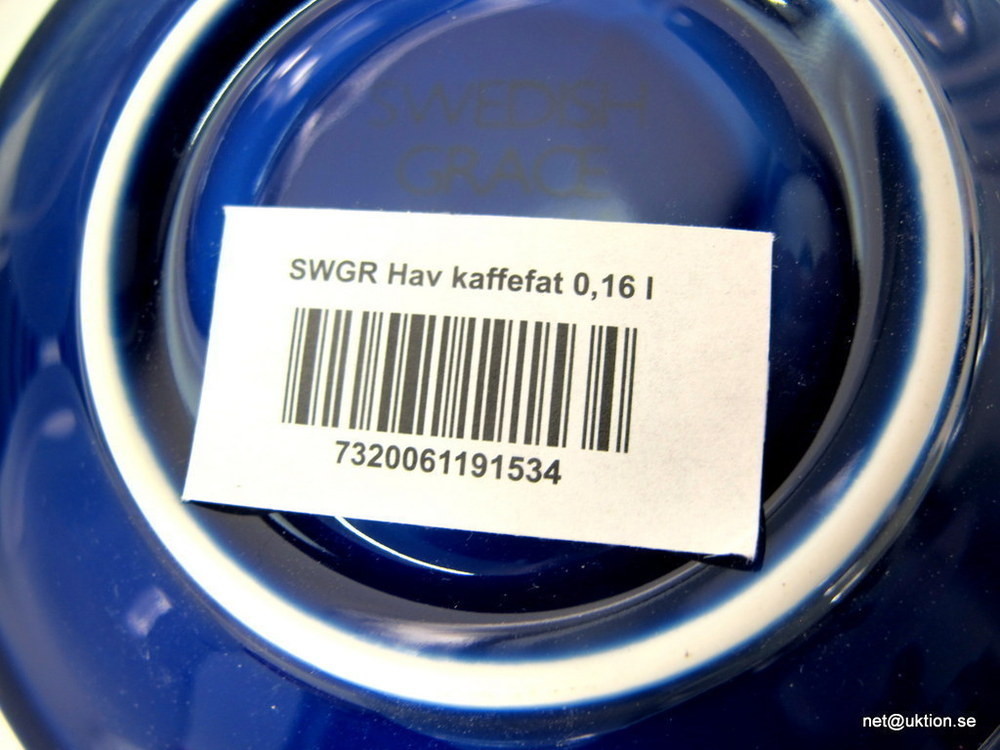 SWEDISH
GRACE
SWGR Hav kaffefat 0,16 l
7320061191534
net@uktion.se